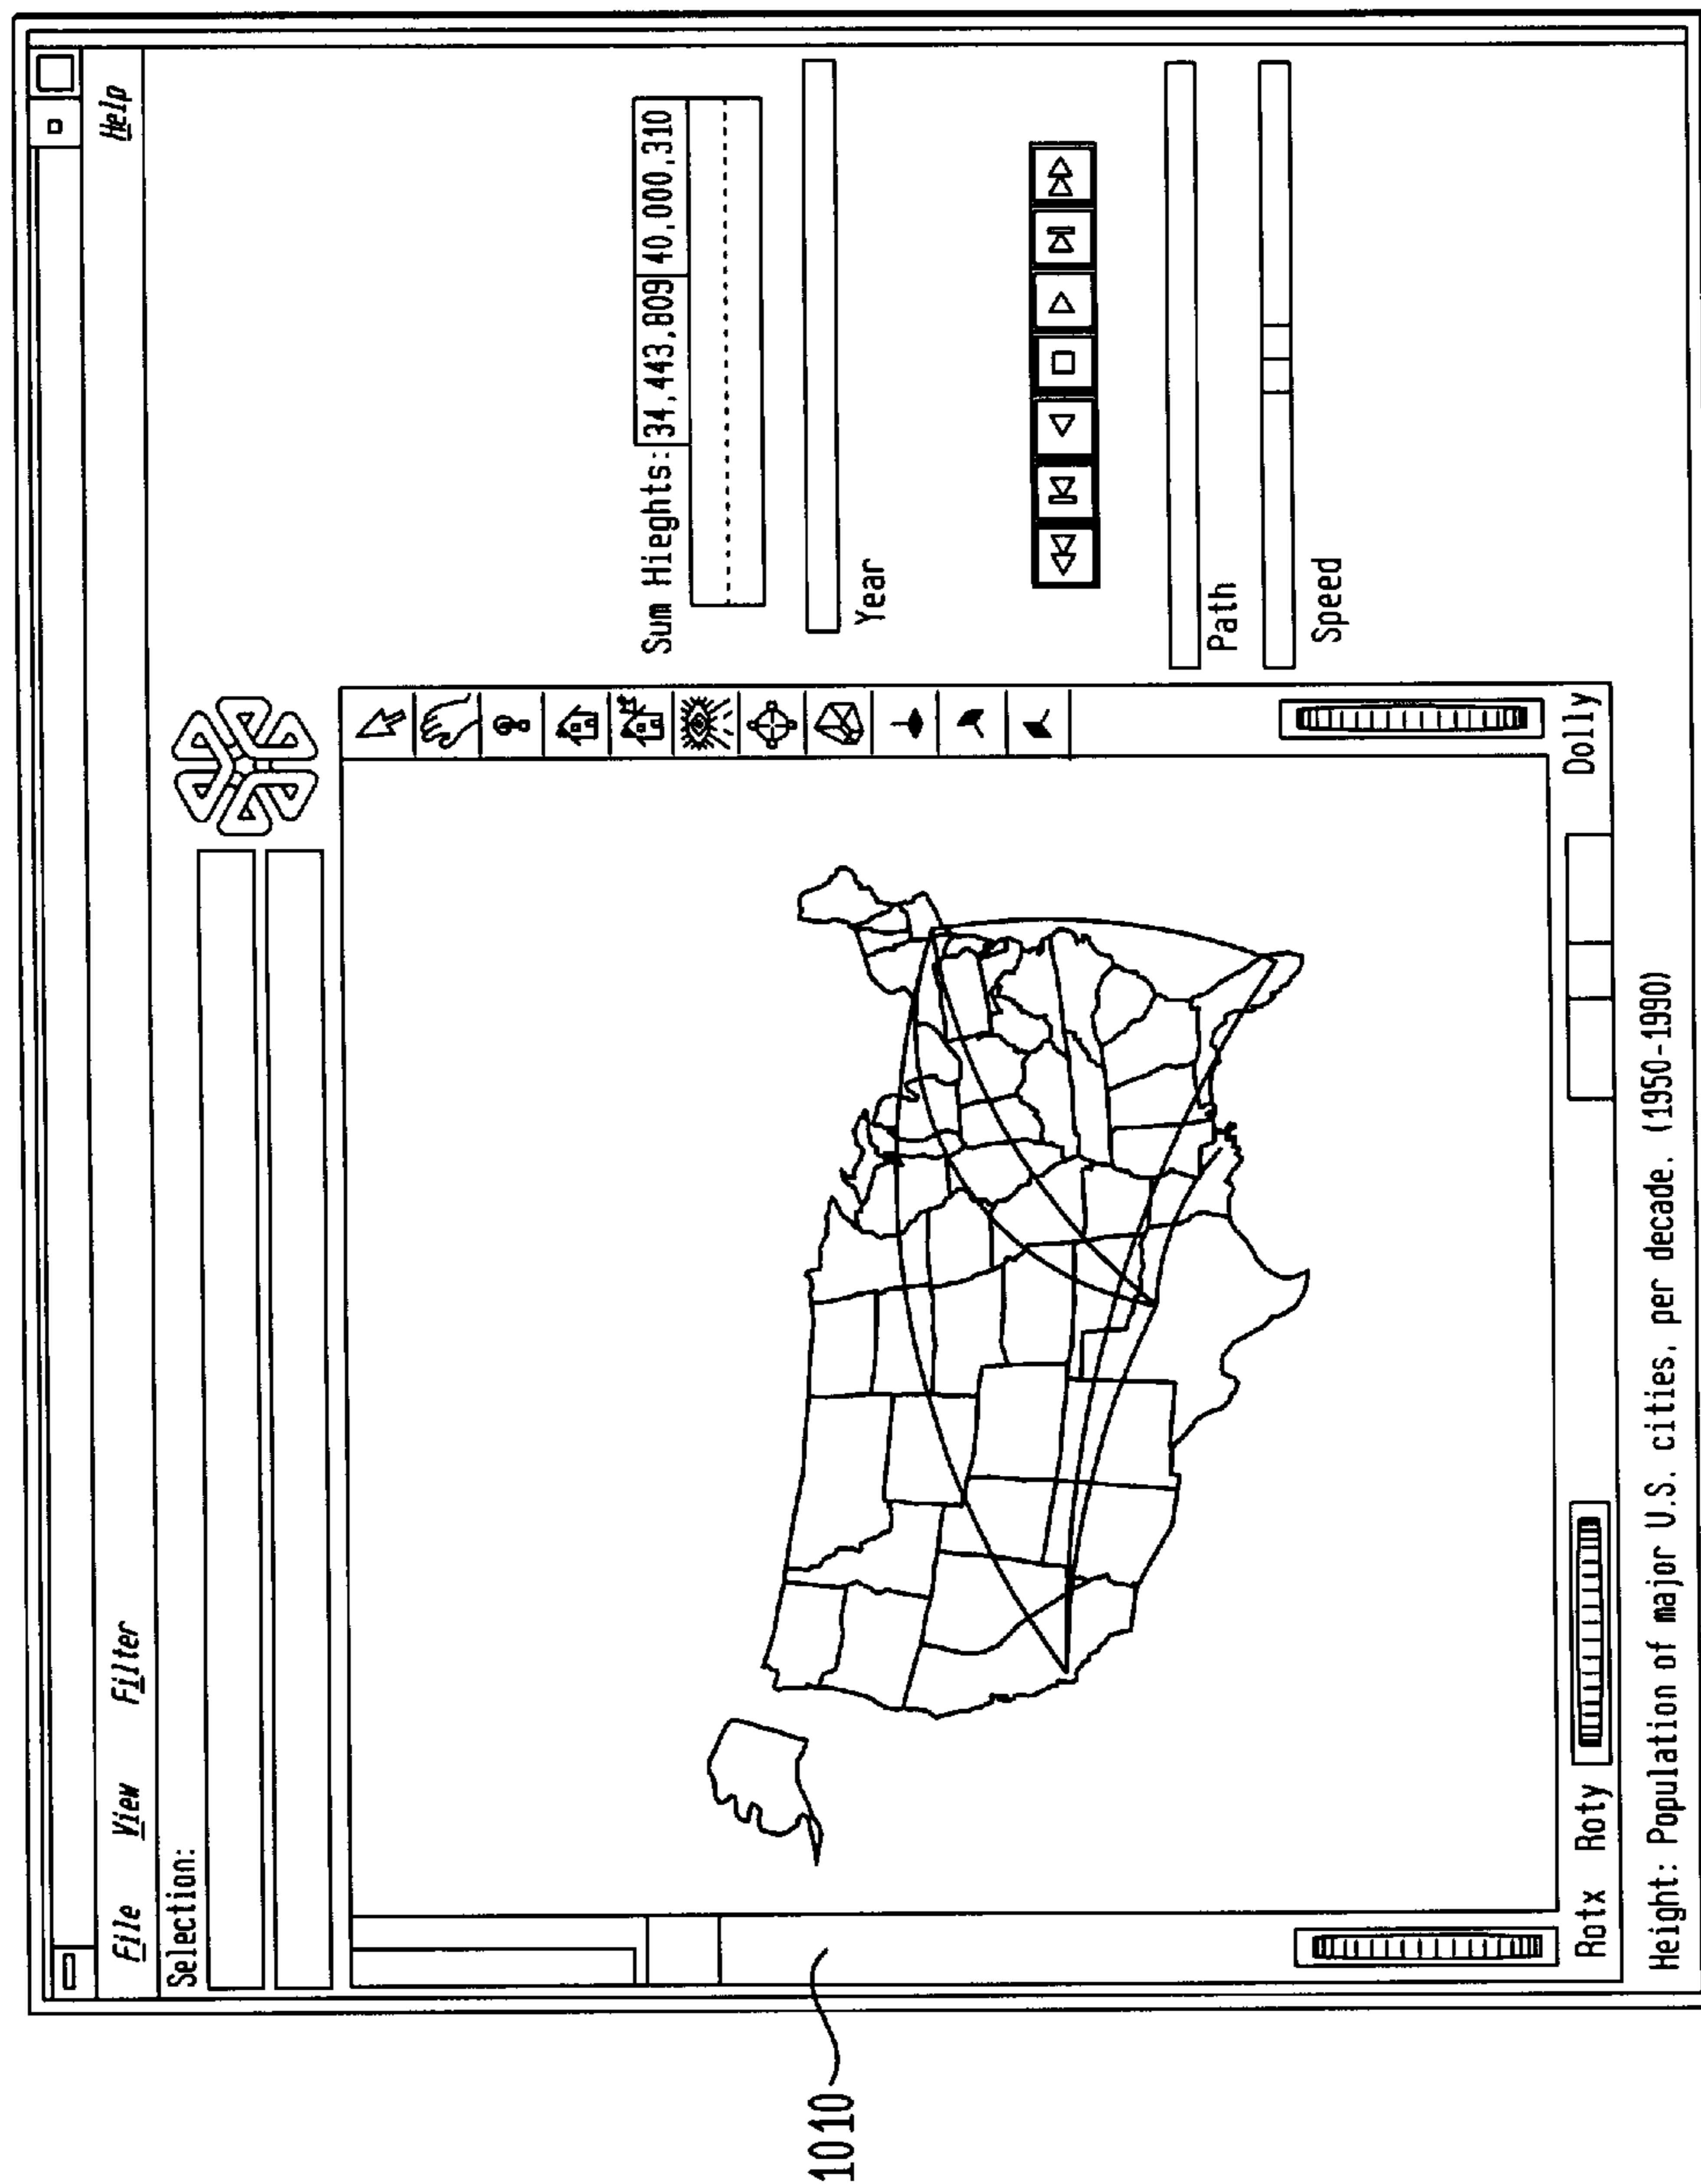 File View Filter Help
Selection:
Sum Hieghts: 34,443,809 40,000,310
Year
Path
Speed
Rotx Roty Dolly
Height: Population of major U.S. cities, per decade. (1950-1990)
1010